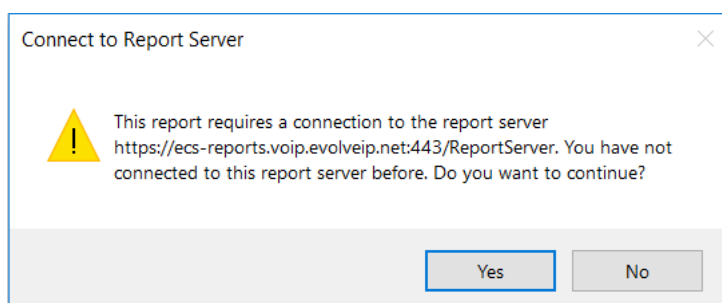 Connect to Report Server
This report requires a connection to the report server
https://ecs-reports.voip.evolveip.net:443/ReportServer. You have not
connected to this report server before. Do you want to continue?
Yes
No